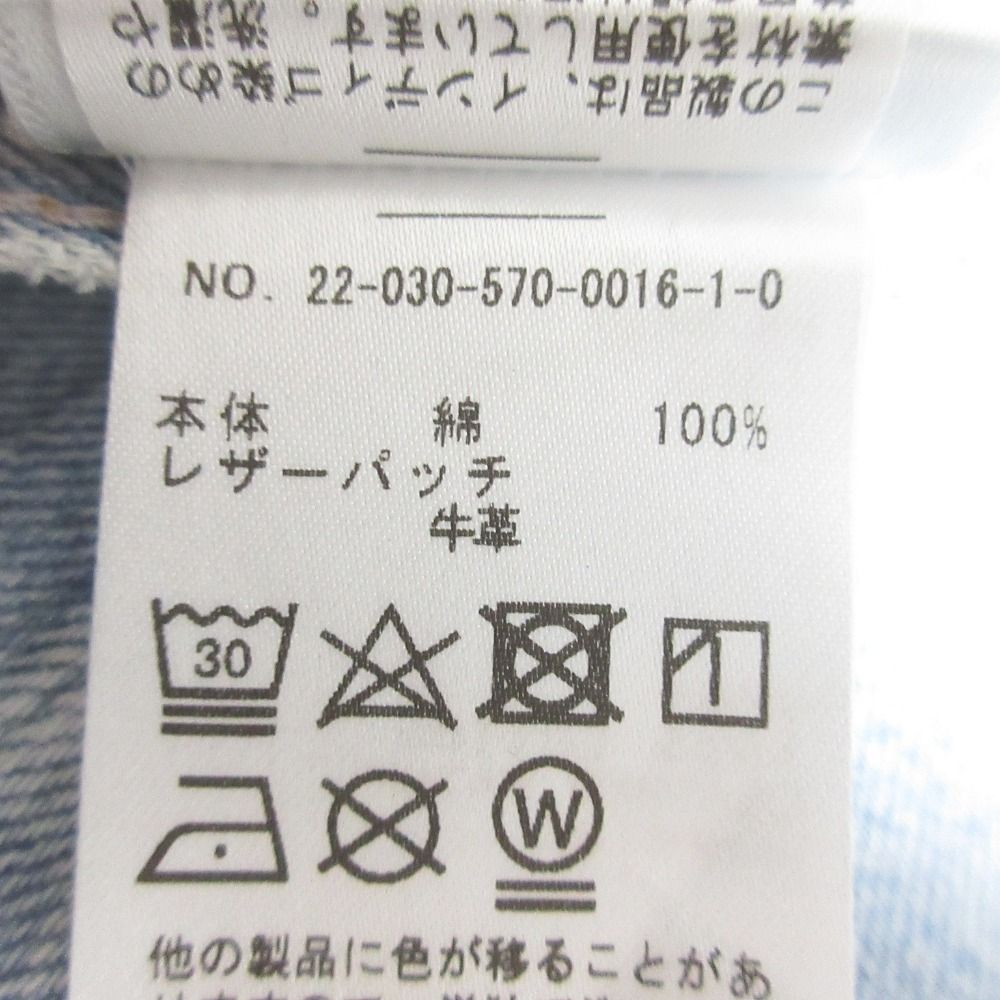 この製品は、インディゴ染めの
素材を使用しています。洗濯や
NO. 22-030-570-0016-1-0
本体 綿 100%
レザーパッチ
牛革
30
W
他の製品に色が移ることがあ